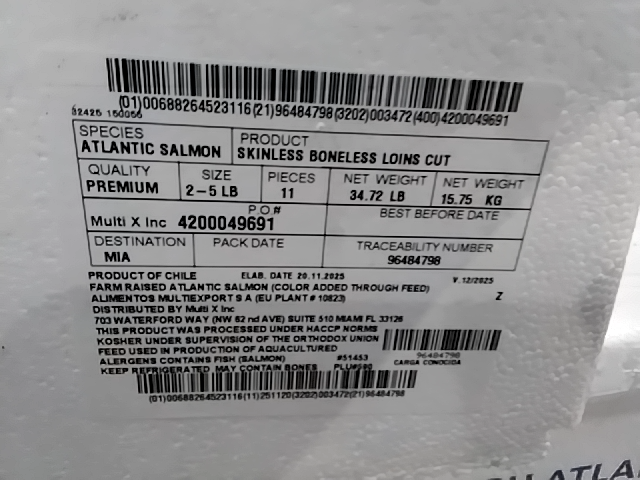 (01)00688264523116(21)96484798(3202)003472(400)4200049691
02425 150056
SPECIES
ATLANTIC SALMON
PRODUCT
SKINLESS BONELESS LOINS CUT
QUALITY
PREMIUM
SIZE
2-5 LB
PIECES
11
NET WEIGHT
34.72 LB
NET WEIGHT
15.75 KG
P.O#
Multi X Inc 4200049691
BEST BEFORE DATE
DESTINATION
MIA
PACK DATE
TRACEABILITY NUMBER
96484798
PRODUCT OF CHILE ELAB. DATE 20.11.2025 V.12/2025
FARM RAISED ATLANTIC SALMON (COLOR ADDED THROUGH FEED)
ALIMENTOS MULTIEXPORT S A (EU PLANT# 10823) Z
DISTRIBUTED BY Multi X Inc
703 WATERFORD WAY (NW 62 nd AVE) SUITE 510 MIAMI FL 33126
THIS PRODUCT WAS PROCESSED UNDER HACCP NORMS
KOSHER UNDER SUPERVISION OF THE ORTHODOX UNION
FEED USED IN PRODUCTION OF AQUACULTURED
ALERGENS CONTAINS FISH (SALMON) #51453 96484798
KEEP REFRIGERATED MAY CONTAIN BONES PLU#590 CARGA CONOCIDA
(01)00688264523116(11)251120(3202)003472(21)96484798